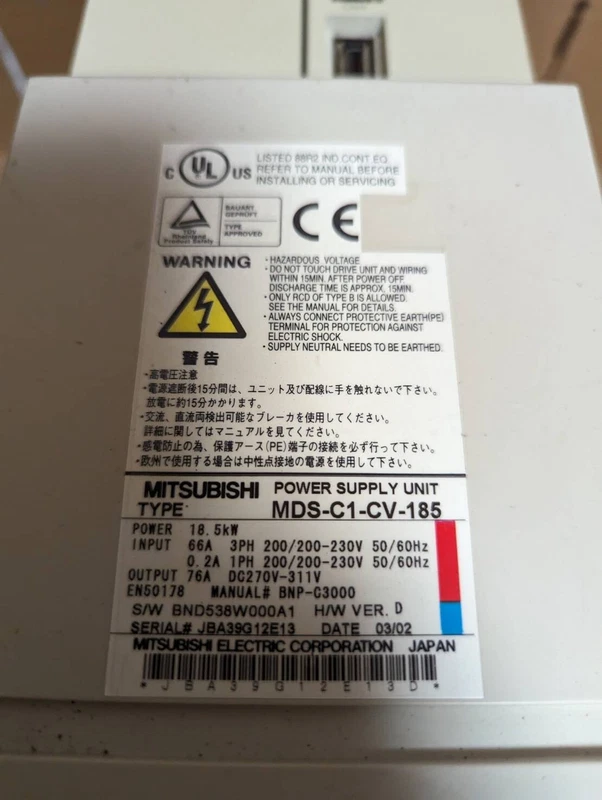 C UL US
LISTED 88R2 IND.CONT.EQ.
REFER TO MANUAL BEFORE
INSTALLING OR SERVICING
TÜV
Rheinland
Product Safety
BAUART
GEPRÜFT
TYPE
APPROVED
CE
WARNING
・HAZARDOUS VOLTAGE
・DO NOT TOUCH DRIVE UNIT AND WIRING
WITHIN 15MIN. AFTER POWER OFF
DISCHARGE TIME IS APPROX. 15MIN.
・ONLY RCD OF TYPE B IS ALLOWED.
SEE THE MANUAL FOR DETAILS.
・ALWAYS CONNECT PROTECTIVE EARTH(PE)
TERMINAL FOR PROTECTION AGAINST
ELECTRIC SHOCK.
・SUPPLY NEUTRAL NEEDS TO BE EARTHED.
警告
・高電圧注意
・電源遮断後15分間は、ユニット及び配線に手を触れないで下さい。
放電に約15分かかります。
・交流、直流両検出可能なブレーカを使用してください。
詳細に関してはマニュアルを見てください。
・感電防止の為、保護アース(PE)端子の接続を必ず行って下さい。
・欧州で使用する場合は中性点接地の電源を使用して下さい。
MITSUBISHI POWER SUPPLY UNIT
TYPE MDS-C1-CV-185
POWER 18.5kW
INPUT 66A 3PH 200/200-230V 50/60Hz
0.2A 1PH 200/200-230V 50/60Hz
OUTPUT 76A DC270V-311V
EN50178 MANUAL# BNP-C3000
S/W BND538W000A1 H/W VER. D
SERIAL# JBA39G12E13 DATE 03/02
MITSUBISHI ELECTRIC CORPORATION JAPAN
*JBA39G12E13D*